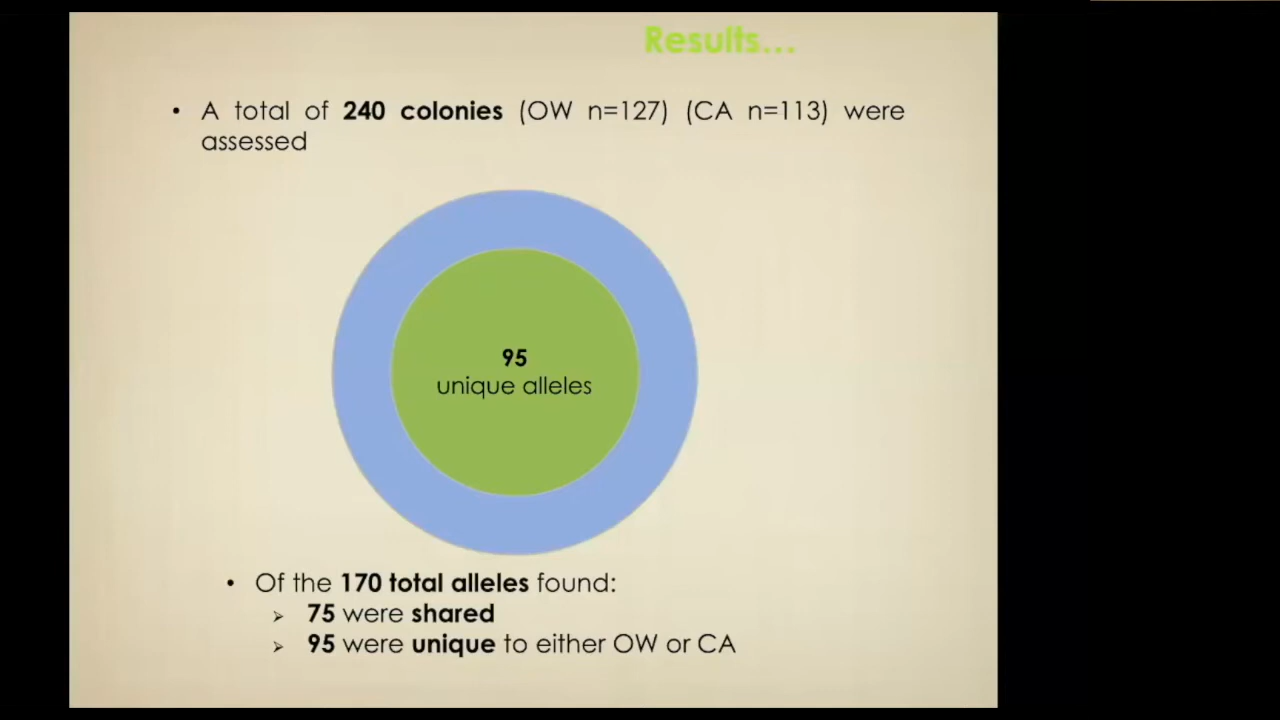 Results...
• A total of 240 colonies (OW n=127) (CA n=113) were
assessed
95
unique alleles
• Of the 170 total alleles found:
➢ 75 were shared
➢ 95 were unique to either OW or CA